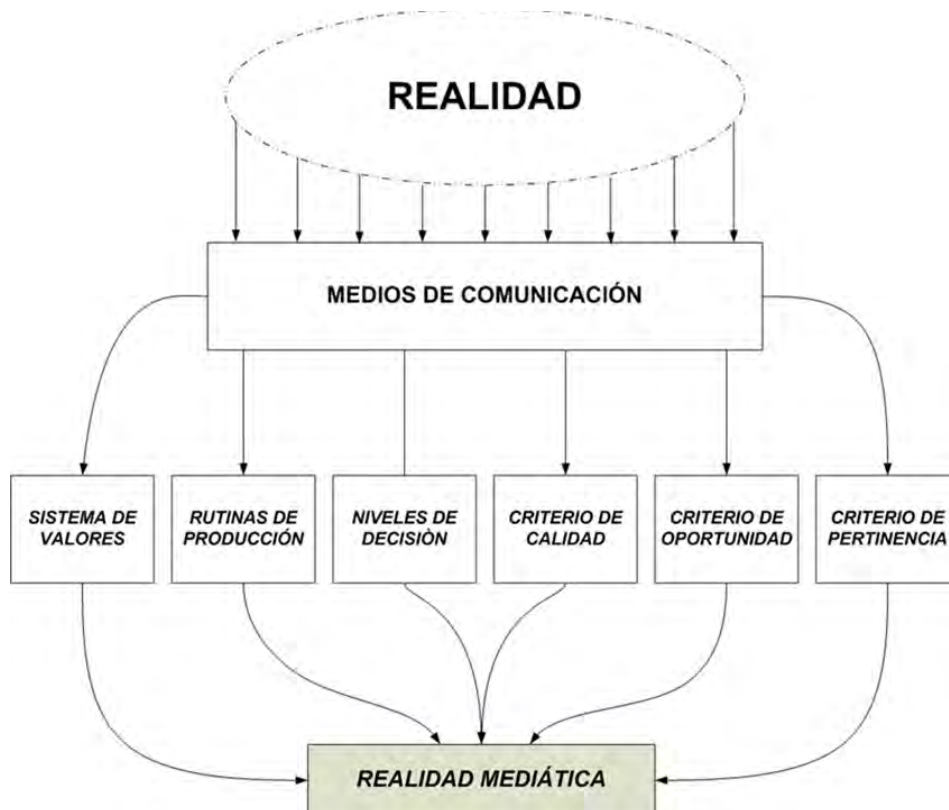 REALIDAD
MEDIOS DE COMUNICACIÓN
SISTEMA DE
VALORES
RUTINAS DE
PRODUCCIÓN
NIVELES DE
DECISIÒN
CRITERIO DE
CALIDAD
CRITERIO DE
OPORTUNIDAD
CRITERIO DE
PERTINENCIA
REALIDAD MEDIÁTICA